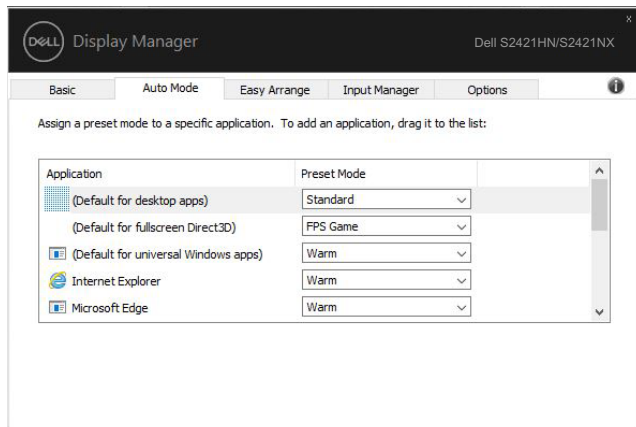 DELL Display Manager Dell S2421HN/S2421NX
Basic Auto Mode Easy Arrange Input Manager Options
Assign a preset mode to a specific application. To add an application, drag it to the list:
Application Preset Mode
(Default for desktop apps) Standard
(Default for fullscreen Direct3D) FPS Game
(Default for universal Windows apps) Warm
Internet Explorer Warm
Microsoft Edge Warm